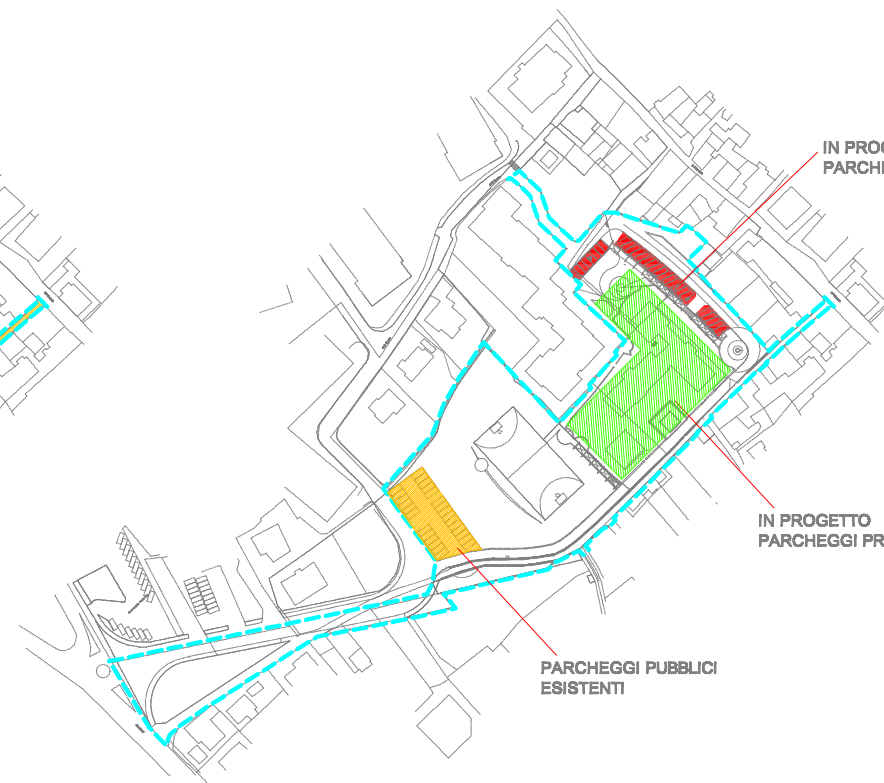 IN PROG
PARCHE
IN PROGETTO
PARCHEGGI PR
PARCHEGGI PUBBLICI
ESISTENTI